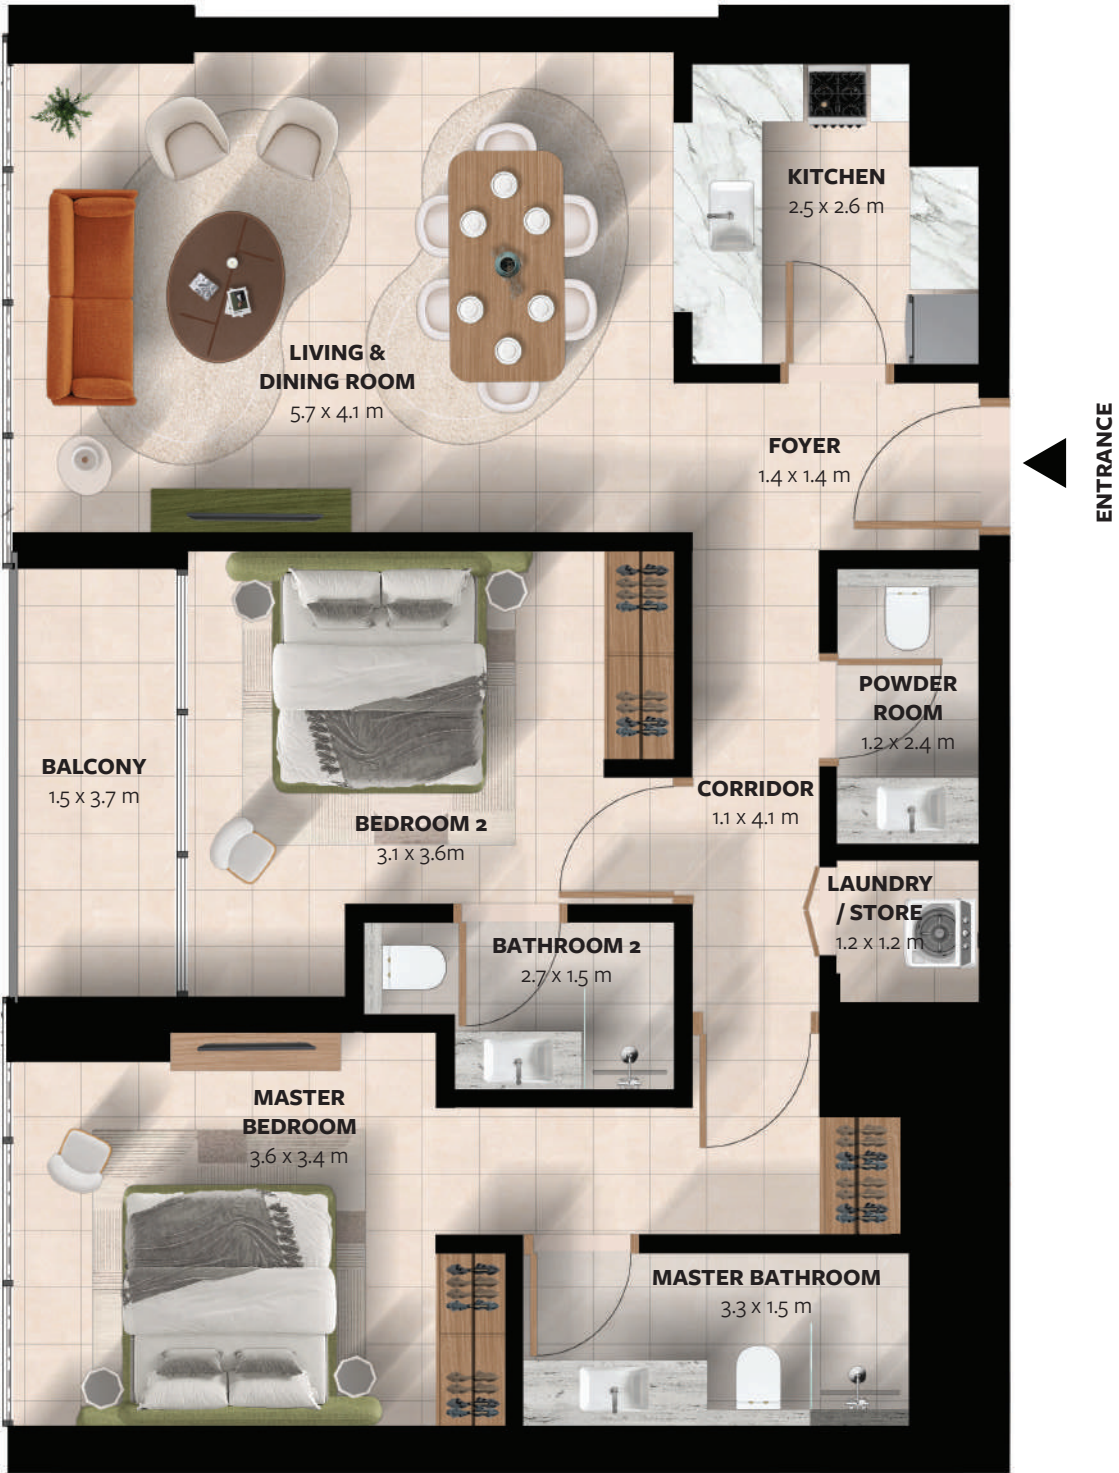 KITCHEN
2.5 x 2.6 m
LIVING &
DINING ROOM
5.7 x 4.1 m
FOYER
1.4 x 1.4 m
ENTRANCE
POWDER
ROOM
1.2 x 2.4 m
BALCONY
1.5 x 3.7 m
CORRIDOR
1.1 x 4.1 m
BEDROOM 2
3.1 x 3.6m
LAUNDRY
/ STORE
1.2 x 1.2 m
BATHROOM 2
2.7 x 1.5 m
MASTER
BEDROOM
3.6 x 3.4 m
MASTER BATHROOM
3.3 x 1.5 m